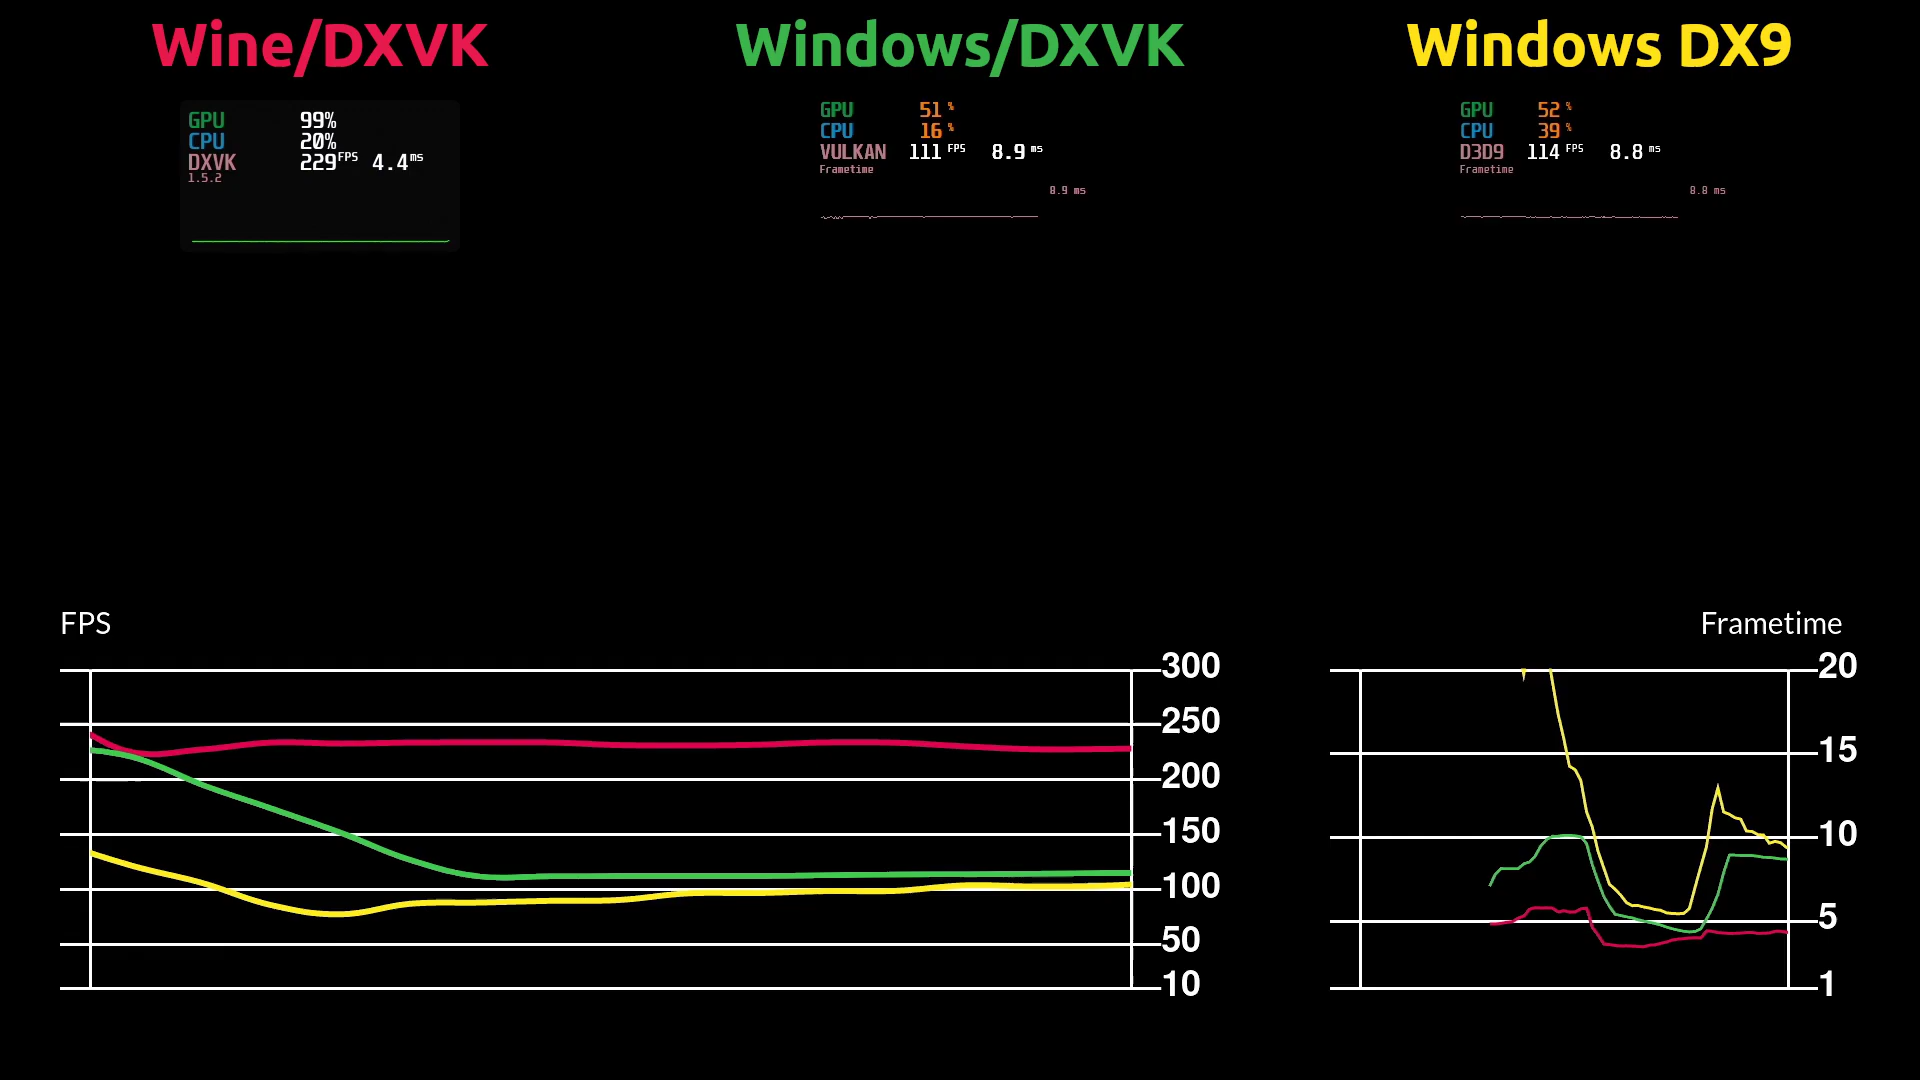 Wine/DXVK
GPU 99%
CPU 20%
DXVK 229 FPS 4.4 ms
1.5.2
Windows/DXVK
GPU 51 %
CPU 16 %
VULKAN 111 FPS 8.9 ms
Frametime
8.9 ms
Windows DX9
GPU 52 %
CPU 39 %
D3D9 114 FPS 8.8 ms
Frametime
8.8 ms
FPS
300
250
200
150
100
50
10
Frametime
20
15
10
5
1